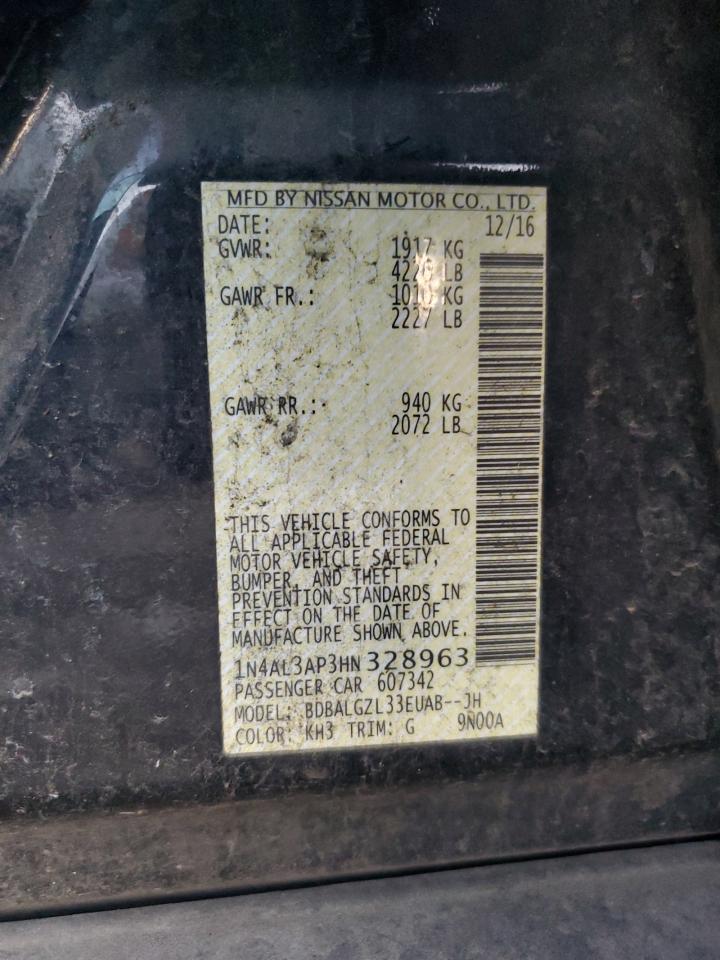 MFD BY NISSAN MOTOR CO., LTD.
DATE: 12/16
GVWR: 1917 KG
4226 LB
GAWR FR.: 1010 KG
2227 LB
GAWR RR.: 940 KG
2072 LB
THIS VEHICLE CONFORMS TO
ALL APPLICABLE FEDERAL
MOTOR VEHICLE SAFETY,
BUMPER, AND THEFT
PREVENTION STANDARDS IN
EFFECT ON THE DATE OF
MANUFACTURE SHOWN ABOVE.
1N4AL3AP3HN 328963
PASSENGER CAR 607342
MODEL: BDBALGZL33EUAB--JH
COLOR: KH3 TRIM: G 9N00A